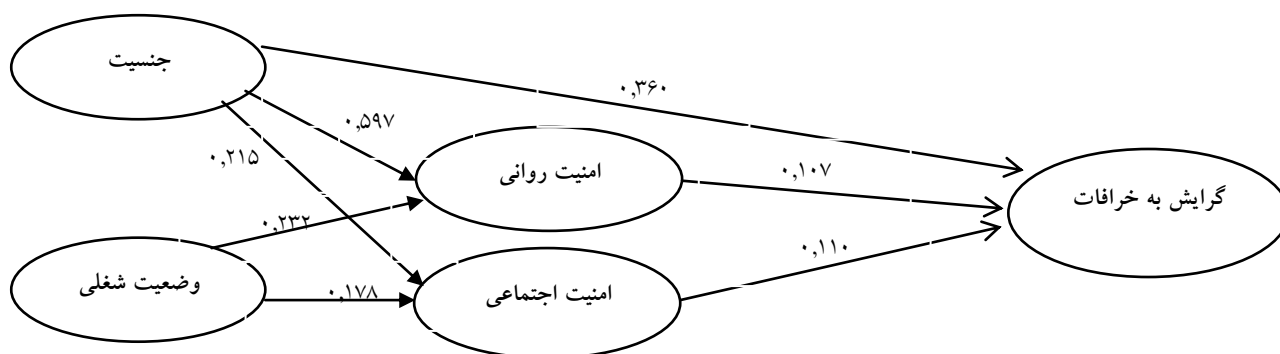 جنسیت
۰,۳۶۰
۰,۵۹۷
۰,۲۱۵
امنیت روانی
۰,۱۰۷
گرایش به خرافات
۰,۲۳۲
۰,۱۱۰
وضعیت شغلی
۰,۱۷۸
امنیت اجتماعی